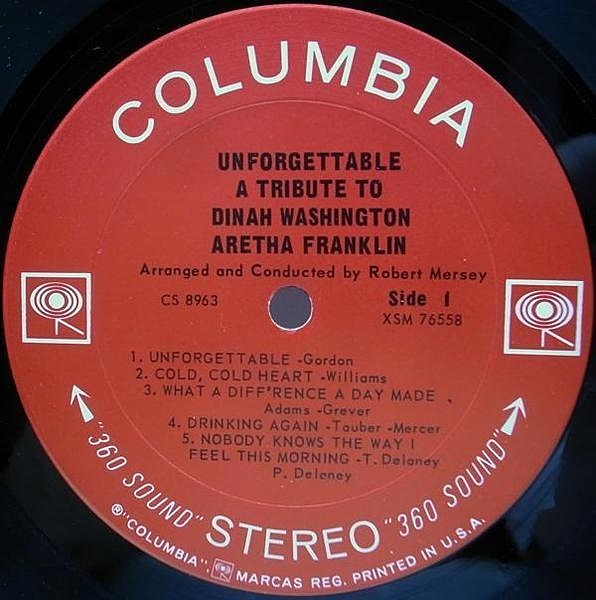 COLUMBIA
UNFORGETTABLE
A TRIBUTE TO
DINAH WASHINGTON
ARETHA FRANKLIN
Arranged and Conducted by Robert Mersey
CS 8963
Side 1
XSM 76558
1. UNFORGETTABLE -Gordon
2. COLD, COLD HEART -Williams
3. WHAT A DIFF'RENCE A DAY MADE
Adams -Grever
4. DRINKING AGAIN -Tauber -Mercer
5. NOBODY KNOWS THE WAY I
FEEL THIS MORNING -T. Delaney
P. Delaney
"360 SOUND" STEREO "360 SOUND"
® "COLUMBIA", MARCAS REG. PRINTED IN U.S.A.